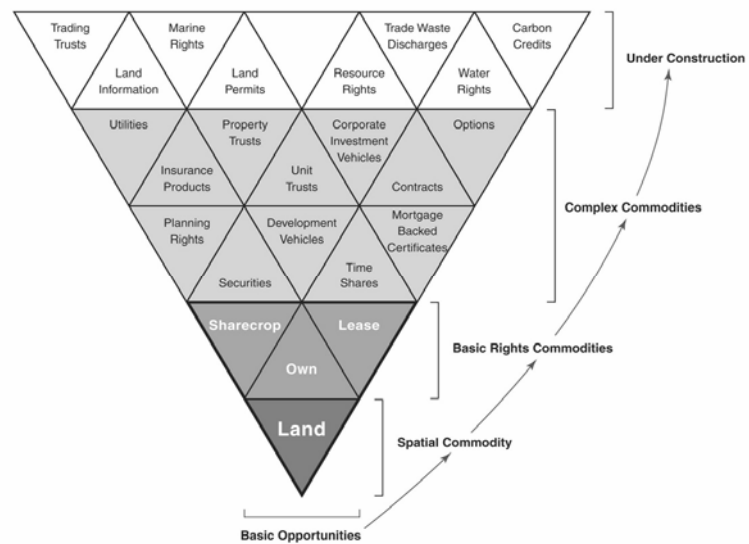 Trading
Trusts
Marine
Rights
Trade Waste
Discharges
Carbon
Credits
Land
Information
Land
Permits
Resource
Rights
Water
Rights
Under Construction
Utilities
Property
Trusts
Corporate
Investment
Vehicles
Options
Insurance
Products
Unit
Trusts
Contracts
Complex Commodities
Planning
Rights
Development
Vehicles
Mortgage
Backed
Certificates
Securities
Time
Shares
Sharecrop
Lease
Own
Basic Rights Commodities
Land
Spatial Commodity
Basic Opportunities